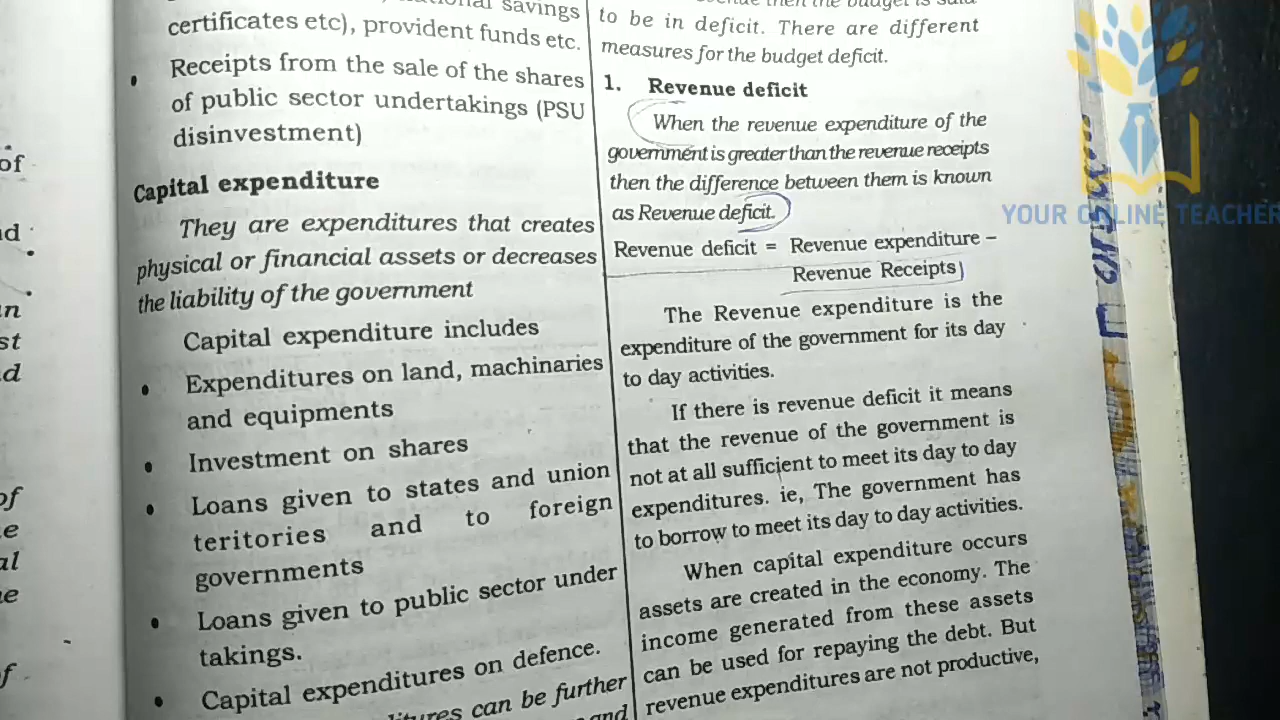 savings
certificates etc), provident funds etc.
• Receipts from the sale of the shares
of public sector undertakings (PSU
disinvestment)
Capital expenditure
They are expenditures that creates
physical or financial assets or decreases
the liability of the government
Capital expenditure includes
• Expenditures on land, machinaries
and equipments
• Investment on shares
• Loans given to states and union
teritories and to foreign
governments
• Loans given to public sector under
takings.
• Capital expenditures on defence.
can be further
and
to be in deficit. There are different
measures for the budget deficit.
1. Revenue deficit
When the revenue expenditure of the
government is greater than the revenue receipts
then the difference between them is known
as Revenue deficit.
Revenue deficit = Revenue expenditure –
Revenue Receipts
The Revenue expenditure is the
expenditure of the government for its day
to day activities.
If there is revenue deficit it means
that the revenue of the government is
not at all sufficient to meet its day to day
expenditures. ie, The government has
to borrow to meet its day to day activities.
When capital expenditure occurs
assets are created in the economy. The
income generated from these assets
can be used for repaying the debt. But
revenue expenditures are not productive,
YOUR ONLINE TEACHER